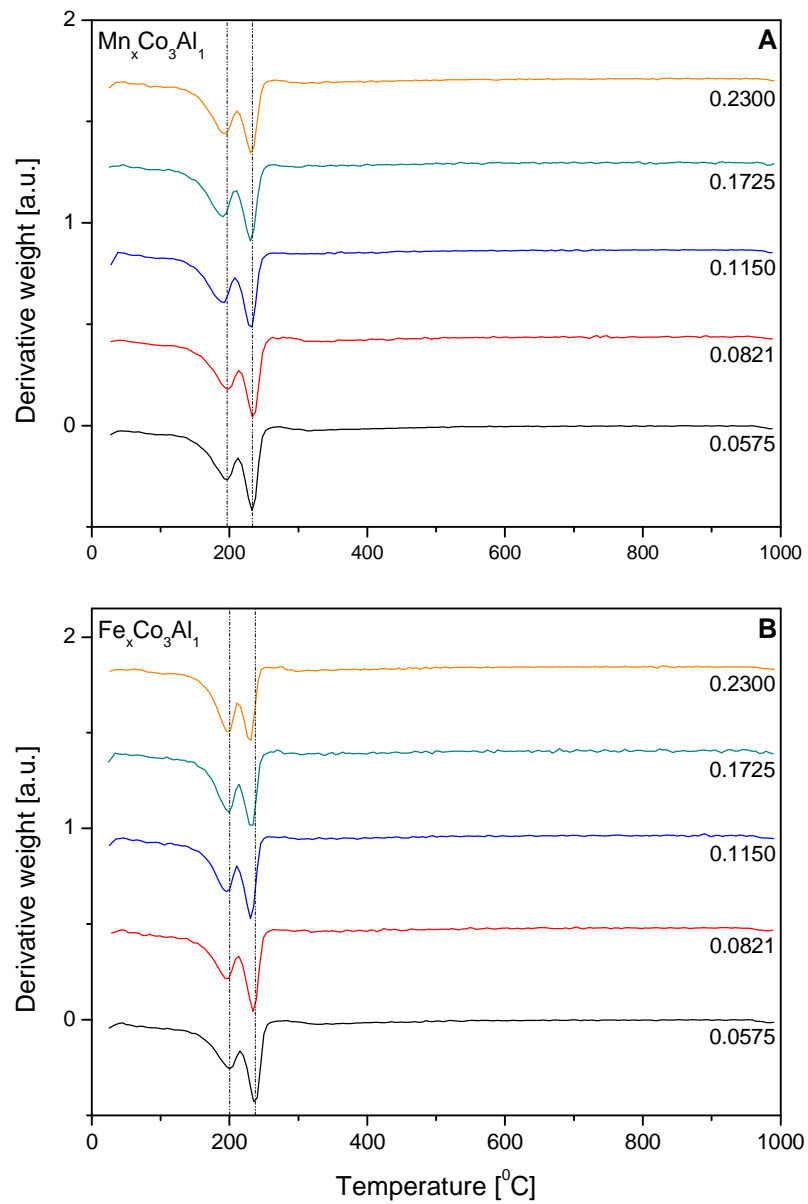 Mn_xCo_3Al_1
A
2
1
0
Derivative weight [a.u.]
0.2300
0.1725
0.1150
0.0821
0.0575
0 200 400 600 800 1000
Fe_xCo_3Al_1
B
2
1
0
Derivative weight [a.u.]
0.2300
0.1725
0.1150
0.0821
0.0575
0 200 400 600 800 1000
Temperature [^0C]